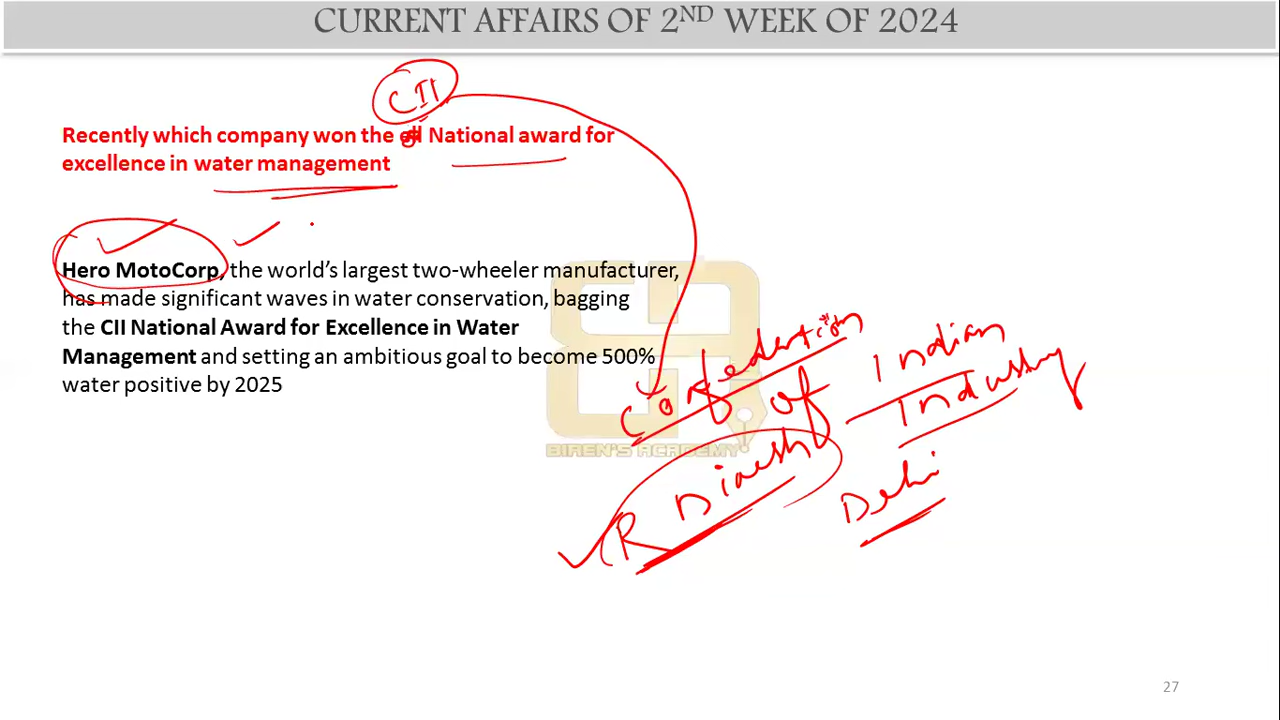 CURRENT AFFAIRS OF 2ND WEEK OF 2024
CII
Recently which company won the National award for
excellence in water management
Hero MotoCorp, the world’s largest two-wheeler manufacturer,
has made significant waves in water conservation, bagging
the CII National Award for Excellence in Water
Management and setting an ambitious goal to become 500%
water positive by 2025
Confedartion
of
Indian
Industry
BIREN'S ACADEMY
R Dinesh
Delhi
27